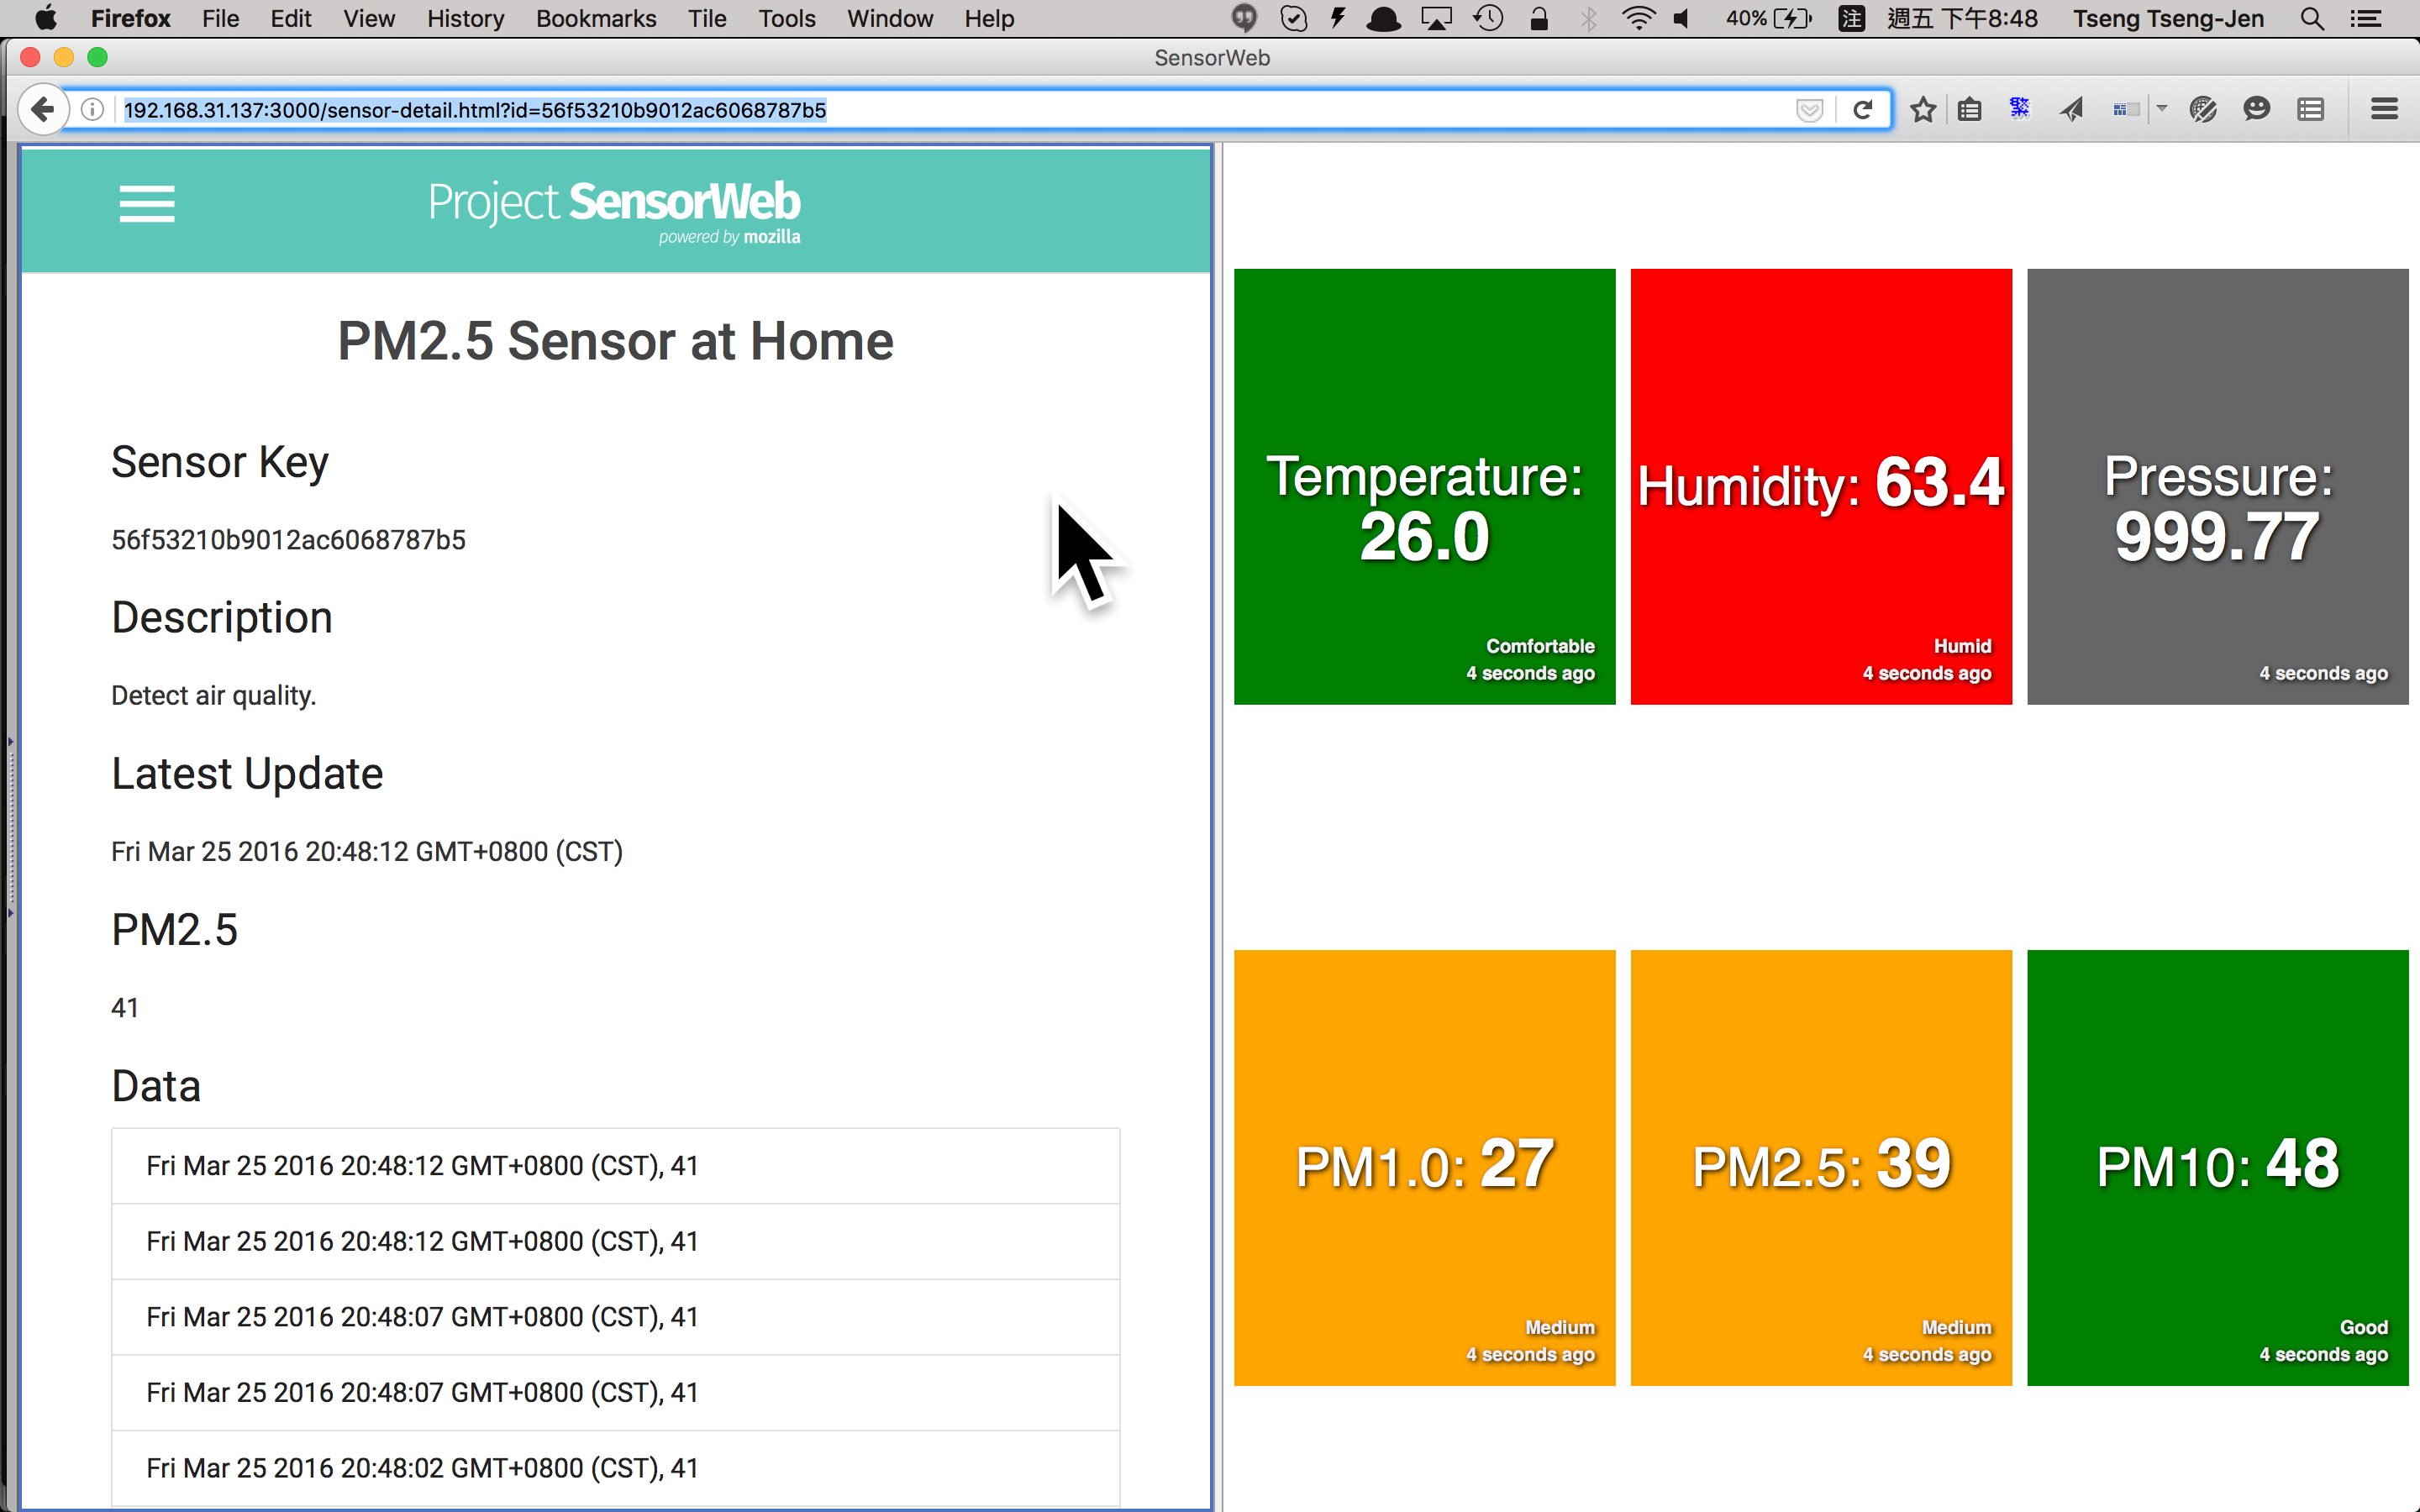 Firefox File Edit View History Bookmarks Tile Tools Window Help 40% 注 週五 下午8:48 Tseng Tseng-Jen
SensorWeb
192.168.31.137:3000/sensor-detail.html?id=56f53210b9012ac6068787b5
繁
Project SensorWeb
powered by mozilla
PM2.5 Sensor at Home
Sensor Key
56f53210b9012ac6068787b5
Description
Detect air quality.
Latest Update
Fri Mar 25 2016 20:48:12 GMT+0800 (CST)
PM2.5
41
Data
Fri Mar 25 2016 20:48:12 GMT+0800 (CST), 41
Fri Mar 25 2016 20:48:12 GMT+0800 (CST), 41
Fri Mar 25 2016 20:48:07 GMT+0800 (CST), 41
Fri Mar 25 2016 20:48:07 GMT+0800 (CST), 41
Fri Mar 25 2016 20:48:02 GMT+0800 (CST), 41
Temperature:
26.0
Comfortable
4 seconds ago
Humidity: 63.4
Humid
4 seconds ago
Pressure:
999.77
4 seconds ago
PM1.0: 27
Medium
4 seconds ago
PM2.5: 39
Medium
4 seconds ago
PM10: 48
Good
4 seconds ago